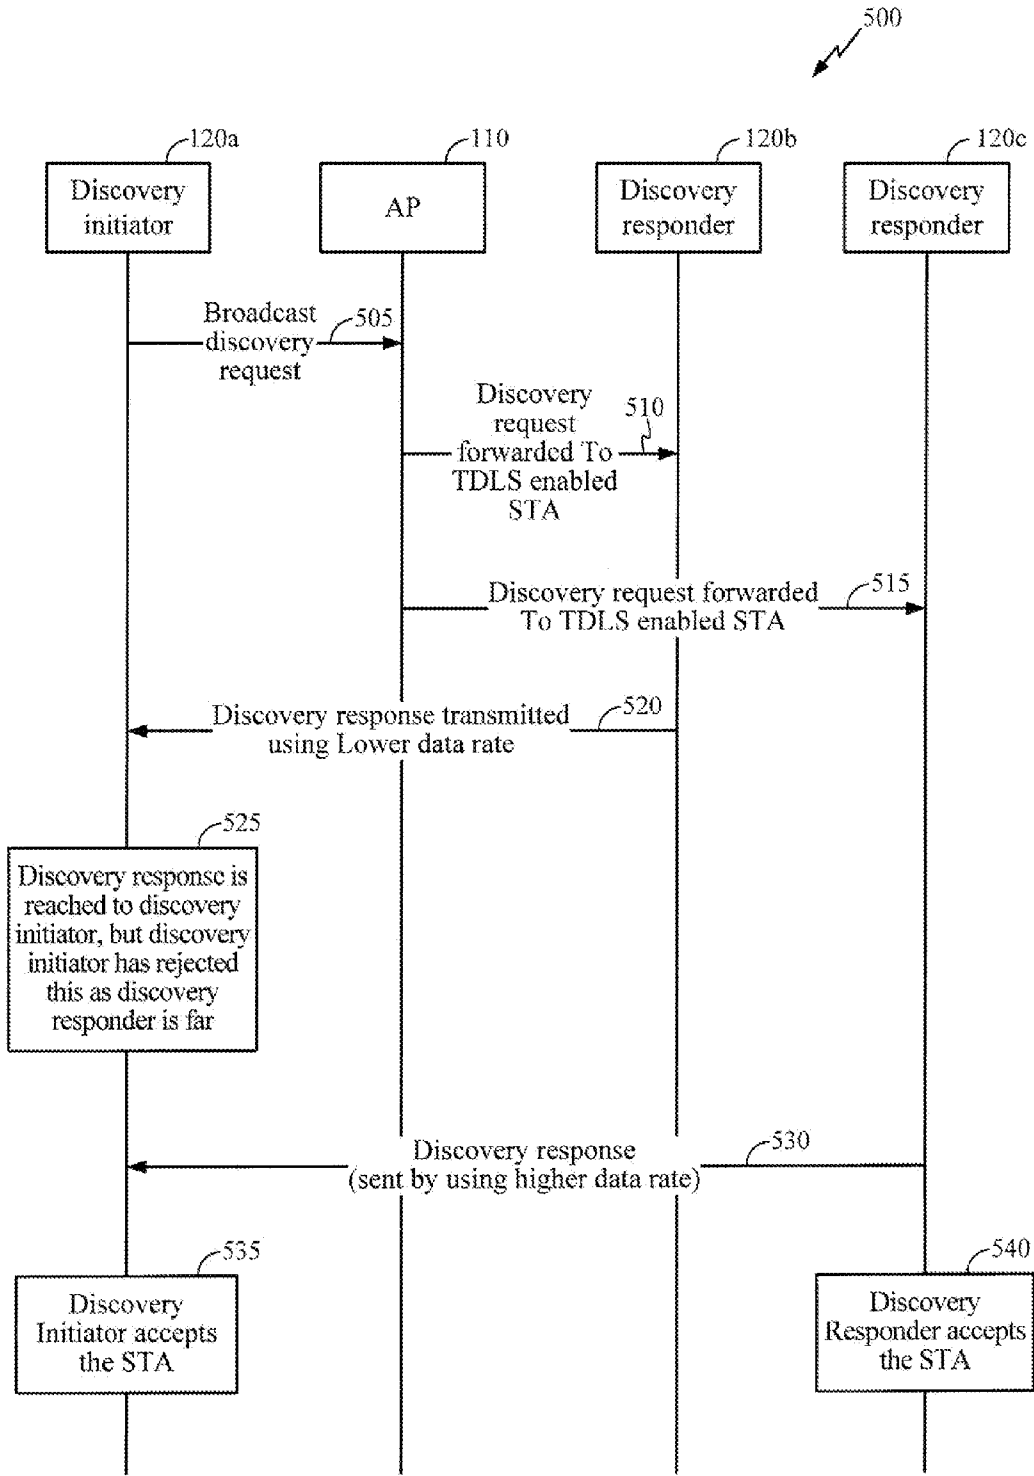 500
120a
110
120b
120c
Discovery
initiator
AP
Discovery
responder
Discovery
responder
Broadcast
discovery
request
505
Discovery
request
forwarded To
TDLS enabled
STA
510
Discovery request forwarded
To TDLS enabled STA
515
Discovery response transmitted
using Lower data rate
520
525
Discovery response is
reached to discovery
initiator, but discovery
initiator has rejected
this as discovery
responder is far
Discovery response
(sent by using higher data rate)
530
535
Discovery
Initiator accepts
the STA
540
Discovery
Responder accepts
the STA